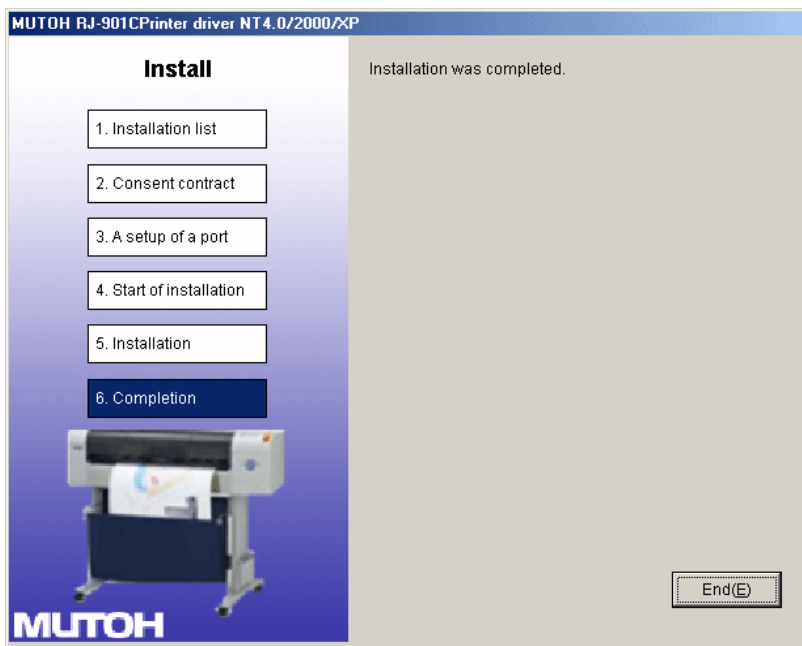 MUTOH RJ-901CPrinter driver NT4.0/2000/XP
Install
1. Installation list
2. Consent contract
3. A setup of a port
4. Start of installation
5. Installation
6. Completion
MUTOH
Installation was completed.
End(E)